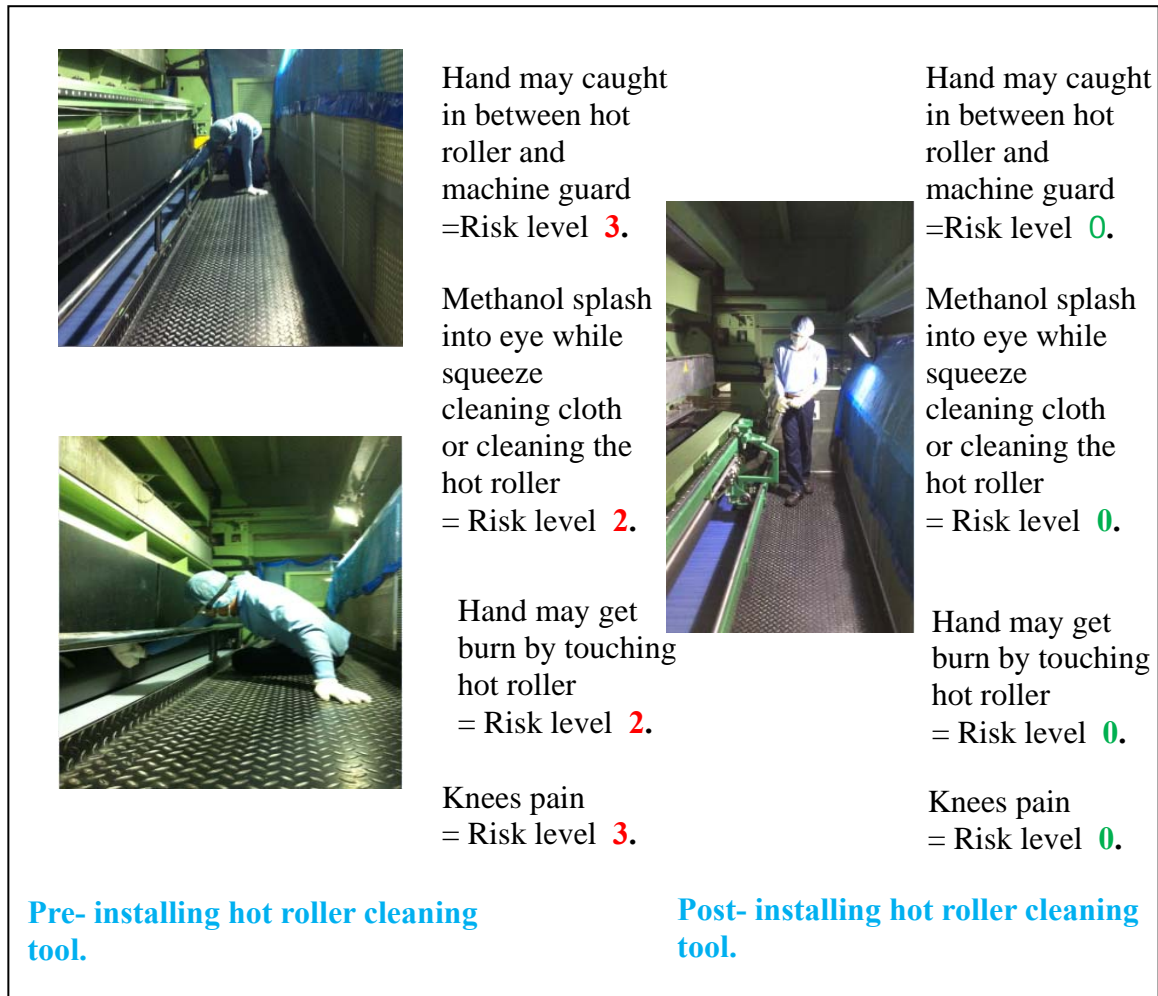 Hand may caught
in between hot
roller and
machine guard
=Risk level 3.
Methanol splash
into eye while
squeeze
cleaning cloth
or cleaning the
hot roller
= Risk level 2.
Hand may get
burn by touching
hot roller
= Risk level 2.
Knees pain
= Risk level 3.
Pre- installing hot roller cleaning
tool.
Hand may caught
in between hot
roller and
machine guard
=Risk level 0.
Methanol splash
into eye while
squeeze
cleaning cloth
or cleaning the
hot roller
= Risk level 0.
Hand may get
burn by touching
hot roller
= Risk level 0.
Knees pain
= Risk level 0.
Post- installing hot roller cleaning
tool.